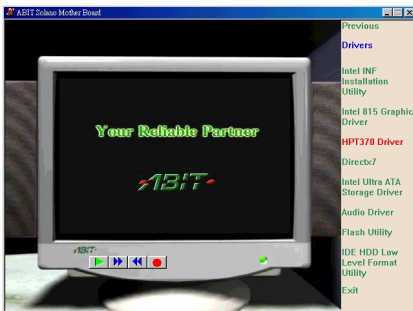 ABIT Solano Mother Board
Previous
Drivers
Intel INF
Installation
Utility
Intel 815 Graphic
Driver
HPT370 Driver
Directx7
Intel Ultra ATA
Storage Driver
Audio Driver
Flash Utility
IDE HDD Low
Level Format
Utility
Exit
Your Reliable Partner
ABIT
ABIT